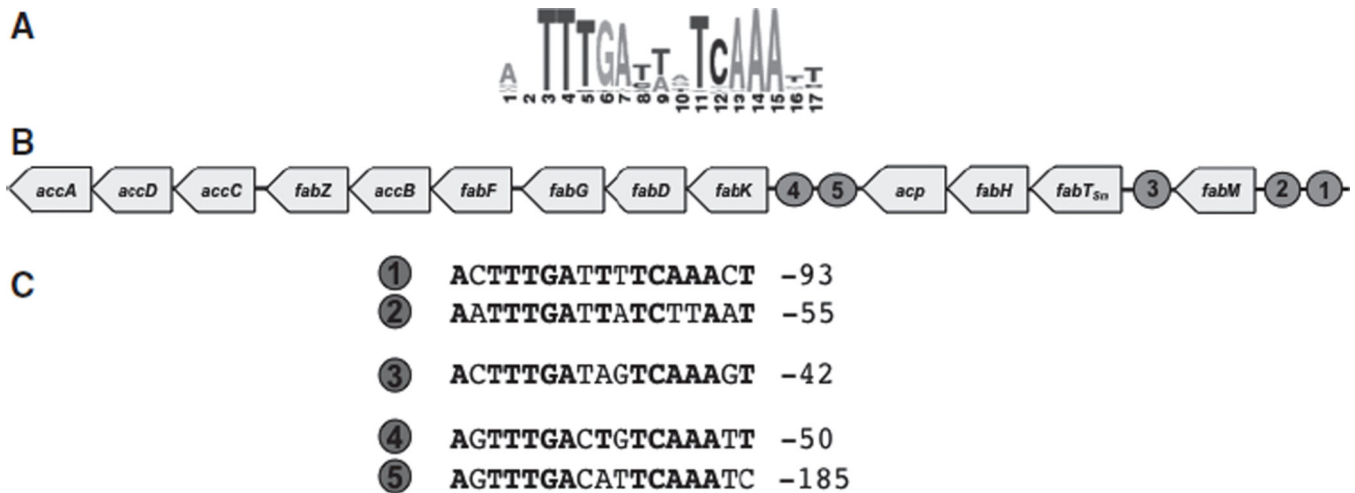 A
A TTTGATTGTCAAATT
1 2 3 4 5 6 7 8 9 10 11 12 13 14 15 16 17
B
accA accD accC fabZ accB fabF fabG fabD fabK 4 5 acp fabH fabTSn 3 fabM 2 1
C
1 ACTTTGATTTTCAAACT -93
2 AATTTGATTATCTTAAT -55
3 ACTTTGATAGTCAAAGT -42
4 AGTTTGACTGTCAAATT -50
5 AGTTTGACATTCAAATC -185